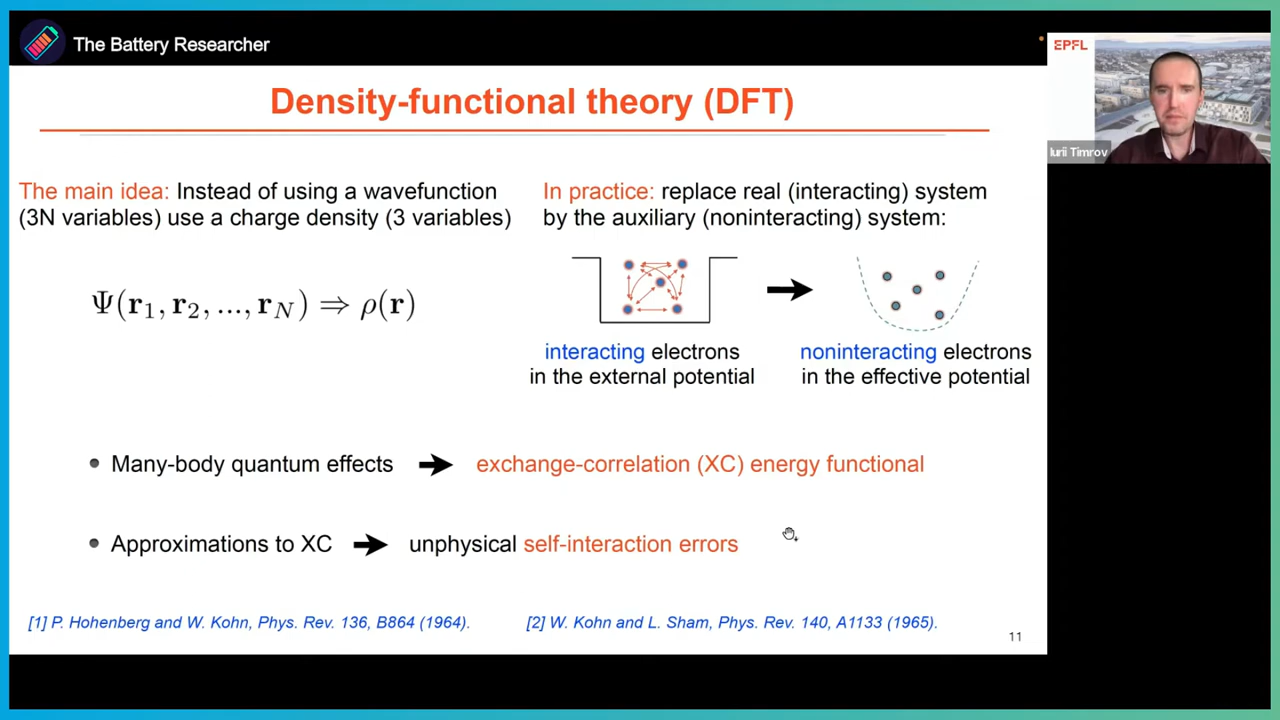 The Battery Researcher
EPFL
Iurii Timrov
Density-functional theory (DFT)
The main idea: Instead of using a wavefunction
(3N variables) use a charge density (3 variables)
Ψ(r₁, r₂, ..., r_N) ⇒ ρ(r)
In practice: replace real (interacting) system
by the auxiliary (noninteracting) system:
interacting electrons
in the external potential
noninteracting electrons
in the effective potential
Many-body quantum effects
exchange-correlation (XC) energy functional
Approximations to XC
unphysical self-interaction errors
[1] P. Hohenberg and W. Kohn, Phys. Rev. 136, B864 (1964).
[2] W. Kohn and L. Sham, Phys. Rev. 140, A1133 (1965).
11